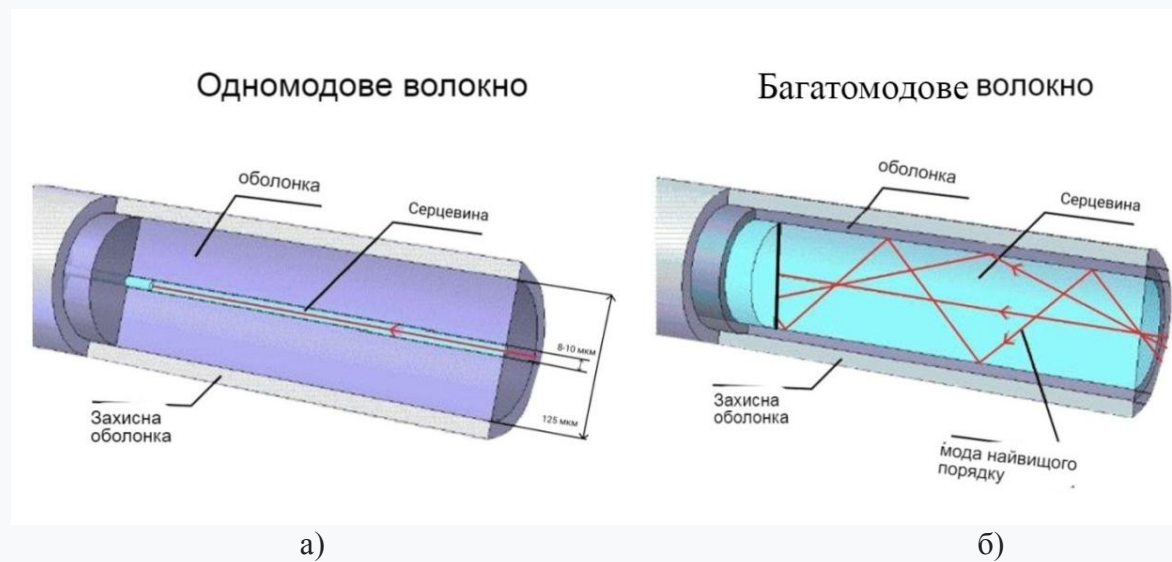 Одномодове волокно
оболонка
Серцевина
8-10 мкм
125 мкм
Захисна
оболонка
а)
Багатомодове волокно
оболонка
Серцевина
Захисна
оболонка
мода найвищого
порядку
б)